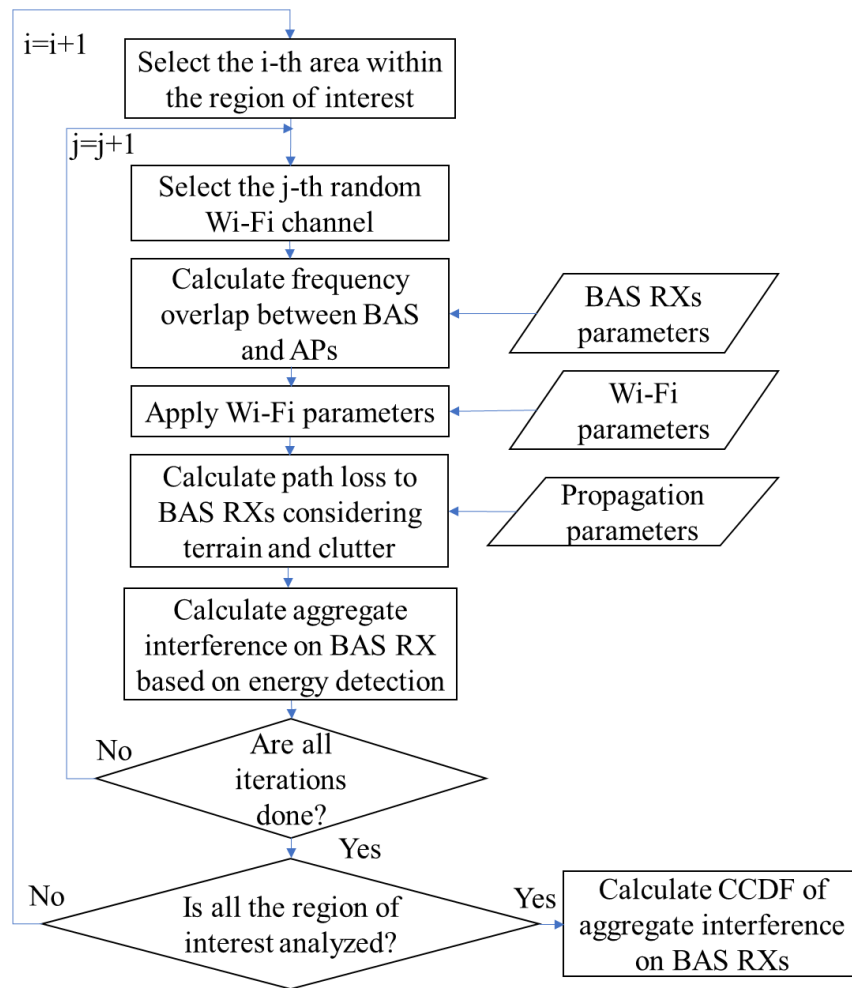 i=i+1
Select the i-th area within
the region of interest
j=j+1
Select the j-th random
Wi-Fi channel
Calculate frequency
overlap between BAS
and APs
BAS RXs
parameters
Apply Wi-Fi parameters
Wi-Fi
parameters
Calculate path loss to
BAS RXs considering
terrain and clutter
Propagation
parameters
Calculate aggregate
interference on BAS RX
based on energy detection
No
Are all
iterations
done?
Yes
No
Is all the region of
interest analyzed?
Yes
Calculate CCDF of
aggregate interference
on BAS RXs